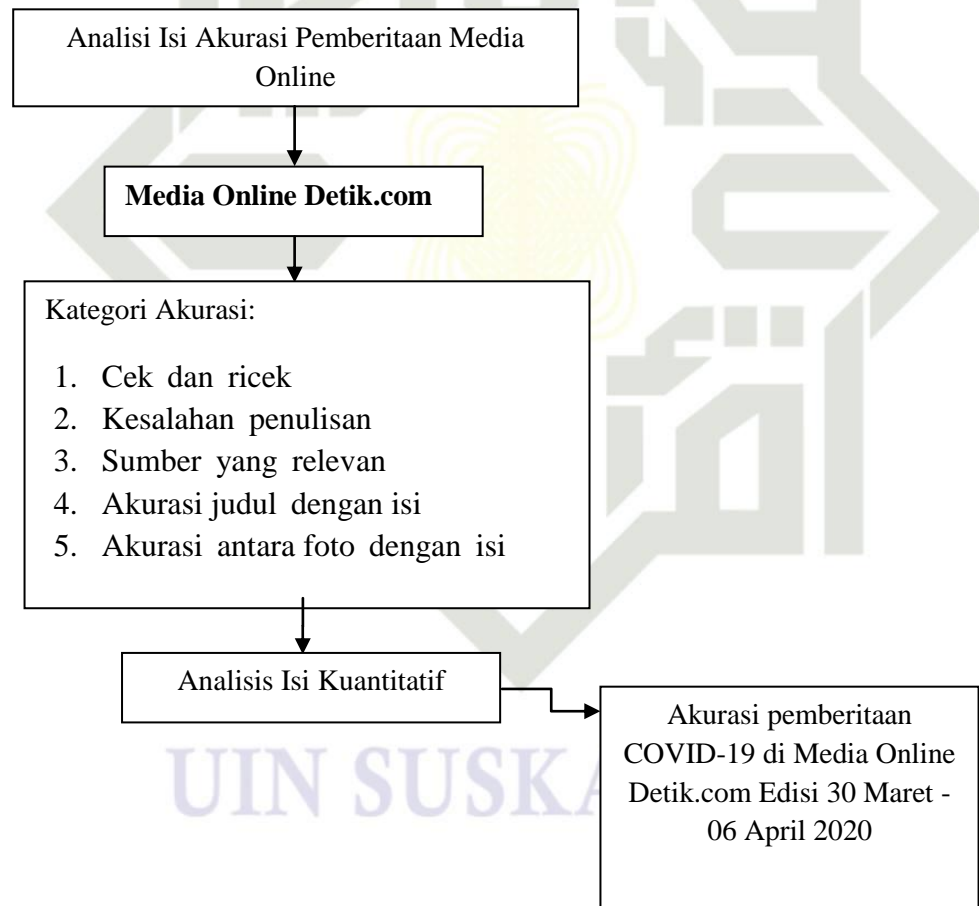 Analisi Isi Akurasi Pemberitaan Media
Online
Media Online Detik.com
Kategori Akurasi:
1. Cek dan ricek
2. Kesalahan penulisan
3. Sumber yang relevan
4. Akurasi judul dengan isi
5. Akurasi antara foto dengan isi
Analisis Isi Kuantitatif
Akurasi pemberitaan
COVID-19 di Media Online
Detik.com Edisi 30 Maret -
06 April 2020
UIN SUSKA